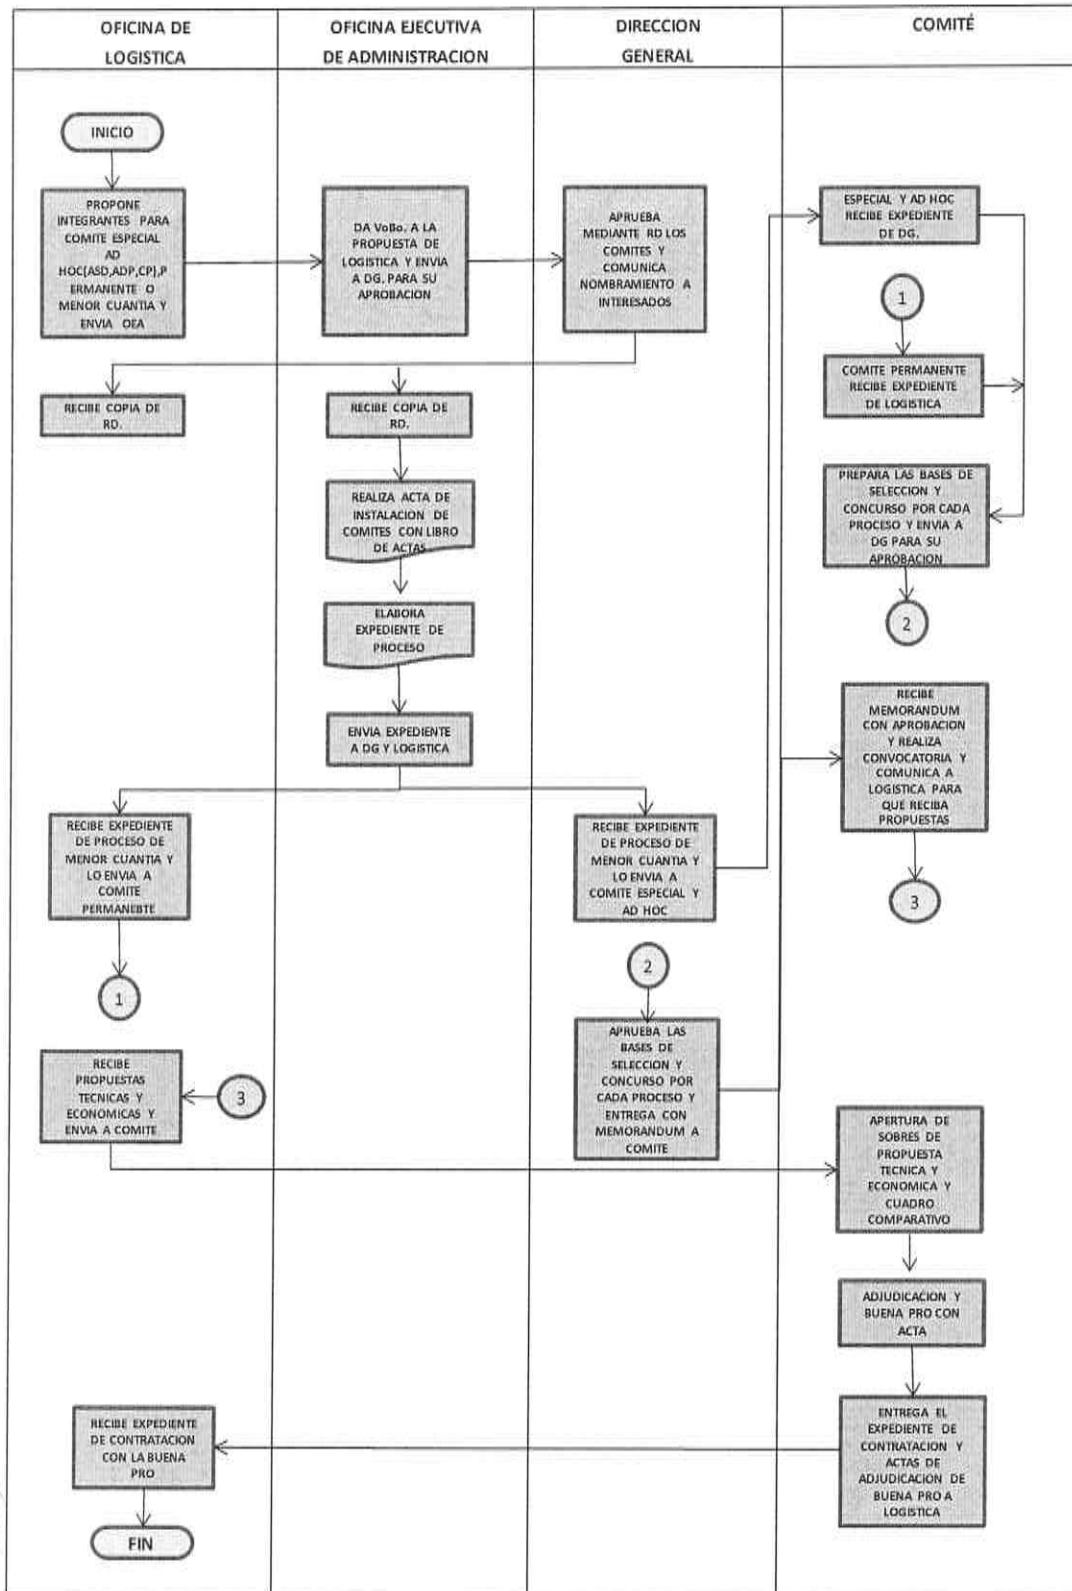 OFICINA DE
LOGISTICA
OFICINA EJECUTIVA
DE ADMINISTRACION
DIRECCION
GENERAL
COMITÉ
INICIO
PROPONE
INTEGRANTES PARA
COMITE ESPECIAL
AD
HOC(ASD,ADP,CP),P
ERMANENTE O
MENOR CUANTIA Y
ENVIA OEA
DA VoBo. A LA
PROPUESTA DE
LOGISTICA Y ENVIA
A DG. PARA SU
APROBACION
APRUEBA
MEDIANTE RD LOS
COMITES Y
COMUNICA
NOMBRAMIENTO A
INTERESADOS
ESPECIAL Y AD HOC
RECIBE EXPEDIENTE
DE DG.
1
COMITE PERMANENTE
RECIBE EXPEDIENTE
DE LOGISTICA
RECIBE COPIA DE
RD.
RECIBE COPIA DE
RD.
REALIZA ACTA DE
INSTALACION DE
COMITES CON LIBRO
DE ACTAS
PREPARA LAS BASES DE
SELECCION Y
CONCURSO POR CADA
PROCESO Y ENVIA A
DG PARA SU
APROBACION
2
ELABORA
EXPEDIENTE DE
PROCESO
ENVIA EXPEDIENTE
A DG Y LOGISTICA
RECIBE
MEMORANDUM
CON APROBACION
Y REALIZA
CONVOCATORIA Y
COMUNICA A
LOGISTICA PARA
QUE RECIBA
PROPUESTAS
3
RECIBE EXPEDIENTE
DE PROCESO DE
MENOR CUANTIA Y
LO ENVIA A
COMITE
PERMANEBTE
1
RECIBE EXPEDIENTE
DE PROCESO DE
MENOR CUANTIA Y
LO ENVIA A
COMITE ESPECIAL Y
AD HOC
2
APRUEBA LAS
BASES DE
SELECCION Y
CONCURSO POR
CADA PROCESO Y
ENTREGA CON
MEMORANDUM A
COMITE
RECIBE
PROPUESTAS
TECNICAS Y
ECONOMICAS Y
ENVIA A COMITE
3
APERTURA DE
SOBRES DE
PROPUESTA
TECNICA Y
ECONOMICA Y
CUADRO
COMPARATIVO
ADJUDICACION Y
BUENA PRO CON
ACTA
ENTREGA EL
EXPEDIENTE DE
CONTRATACION Y
ACTAS DE
ADJUDICACION DE
BUENA PRO A
LOGISTICA
RECIBE EXPEDIENTE
DE CONTRATACION
CON LA BUENA
PRO
FIN